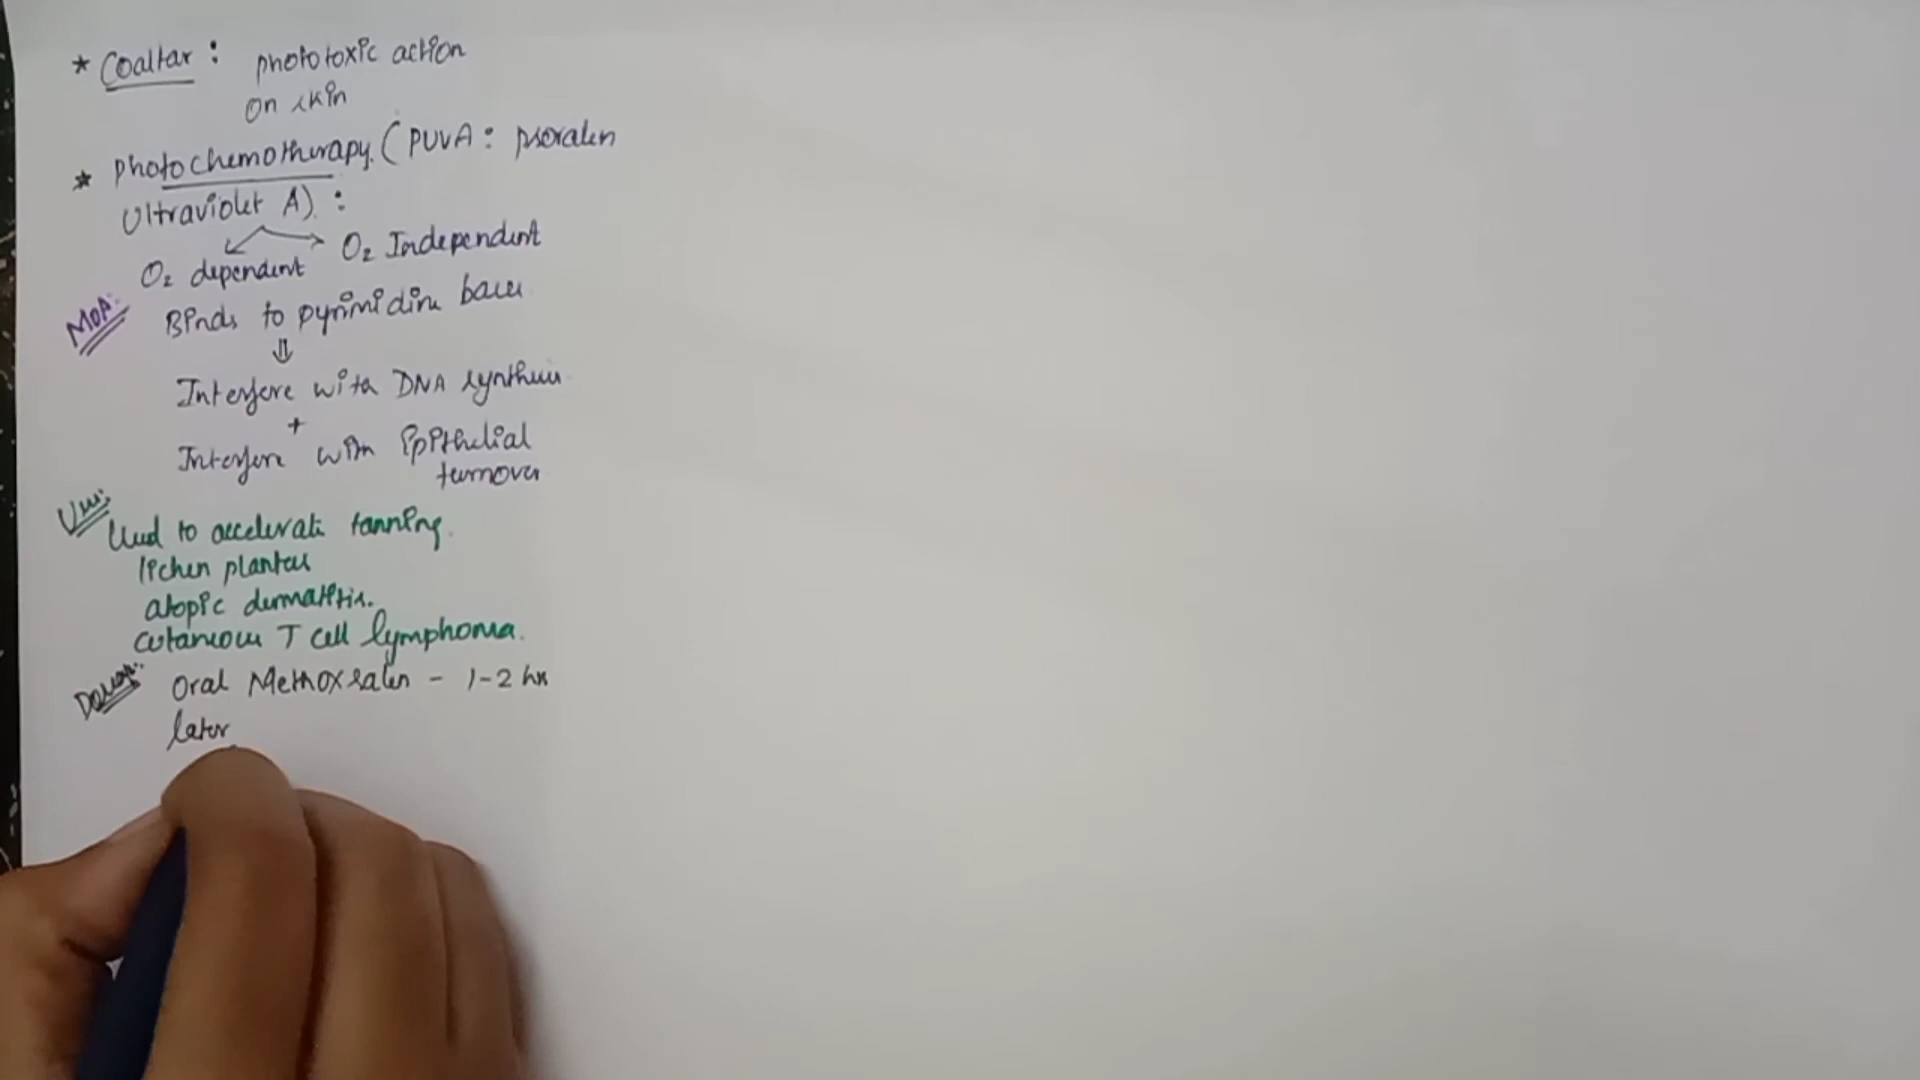 * Coaltar : phototoxic action
on skin
* Photochemotherapy (PUVA : psoralen
Ultraviolet A) :
O₂ dependent O₂ Independent
MOA: Binds to pyrimidine bases
⇓
Interfere with DNA synthesis
+
Interfere with Epithelial
turnover
Uses:
Used to accelerate tanning.
lichen plantus
atopic dermatitis.
cutaneous T cell lymphoma.
Oral Methoxsalen - 1-2 hrs
later